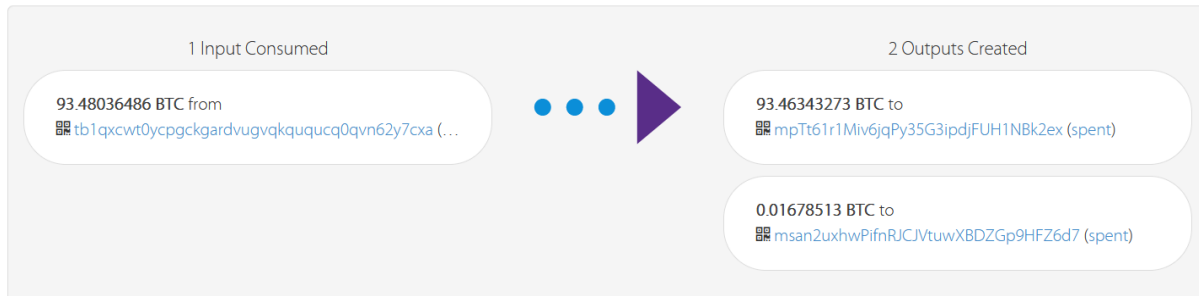 1 Input Consumed
93.48036486 BTC from
tb1qxcwt0ycpgckgardvugvqkququcq0qvn62y7cxa (…
2 Outputs Created
93.46343273 BTC to
mpTt61r1Miv6jqPy35G3ipdjFUH1NBk2ex (spent)
0.01678513 BTC to
msan2uxhwPifnRJCJVtuwXBDZGp9HFZ6d7 (spent)